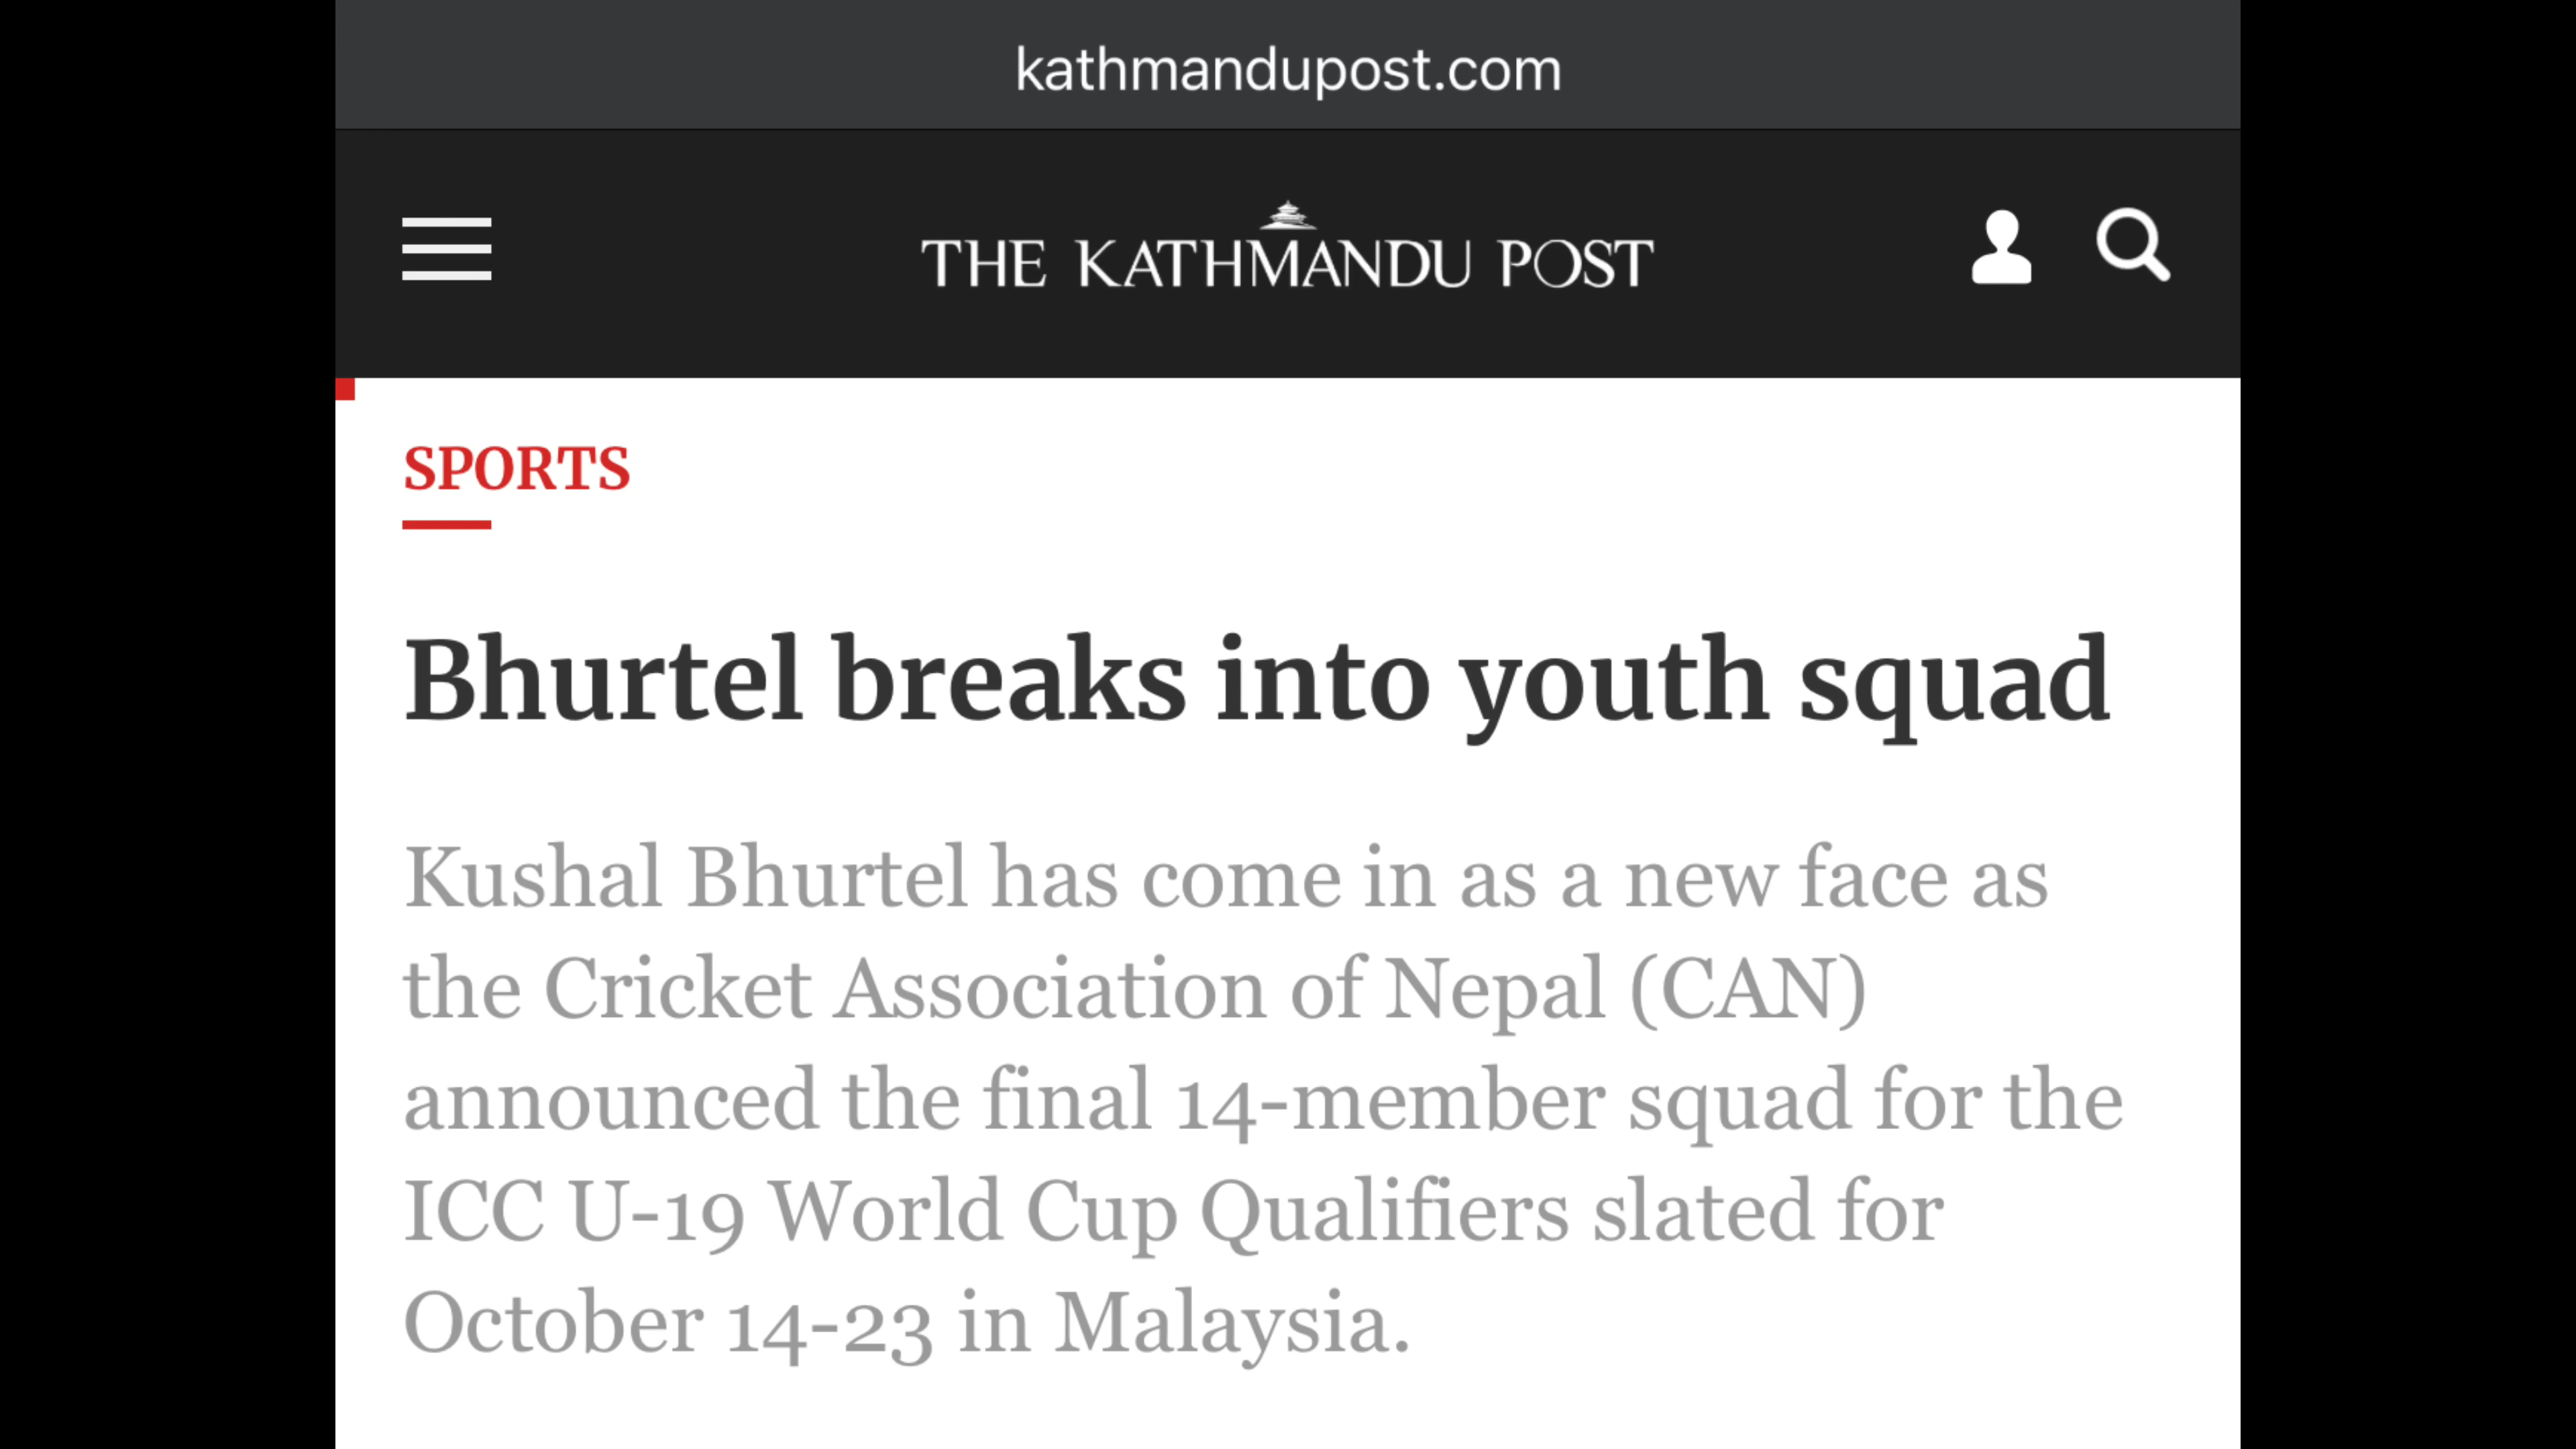 kathmandupost.com
THE KATHMANDU POST
SPORTS
Bhurtel breaks into youth squad
Kushal Bhurtel has come in as a new face as
the Cricket Association of Nepal (CAN)
announced the final 14-member squad for the
ICC U-19 World Cup Qualifiers slated for
October 14-23 in Malaysia.